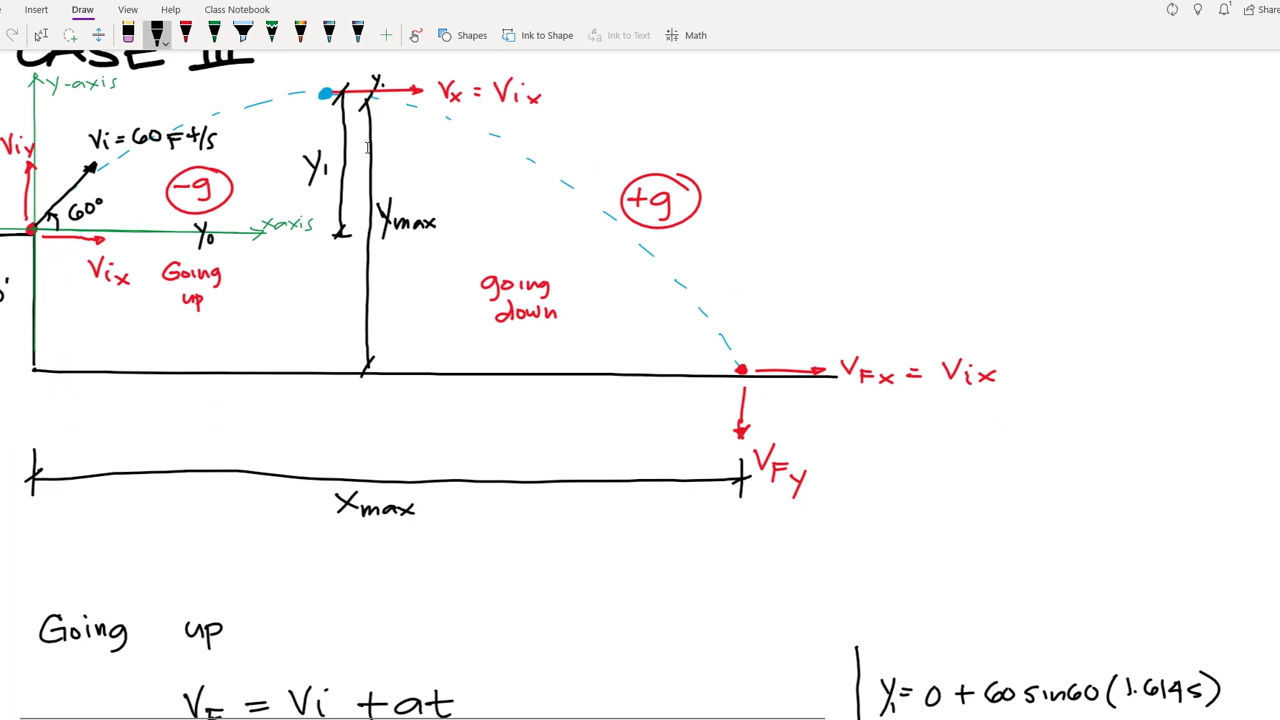 Insert Draw View Help Class Notebook Share
Shapes Ink to Shape Ink to Text Math
CASE III
y-axis
Viy
Vi = 60 Ft/s
60°
-g
x axis
y₀
Vix
Going
up
y₁
y₁
Vx = Vix
ymax
+g
going
down
VFx = Vix
VFy
Xmax
Going up
VF = Vi + at
y₁ = 0 + 60 sin60 (1.614s)